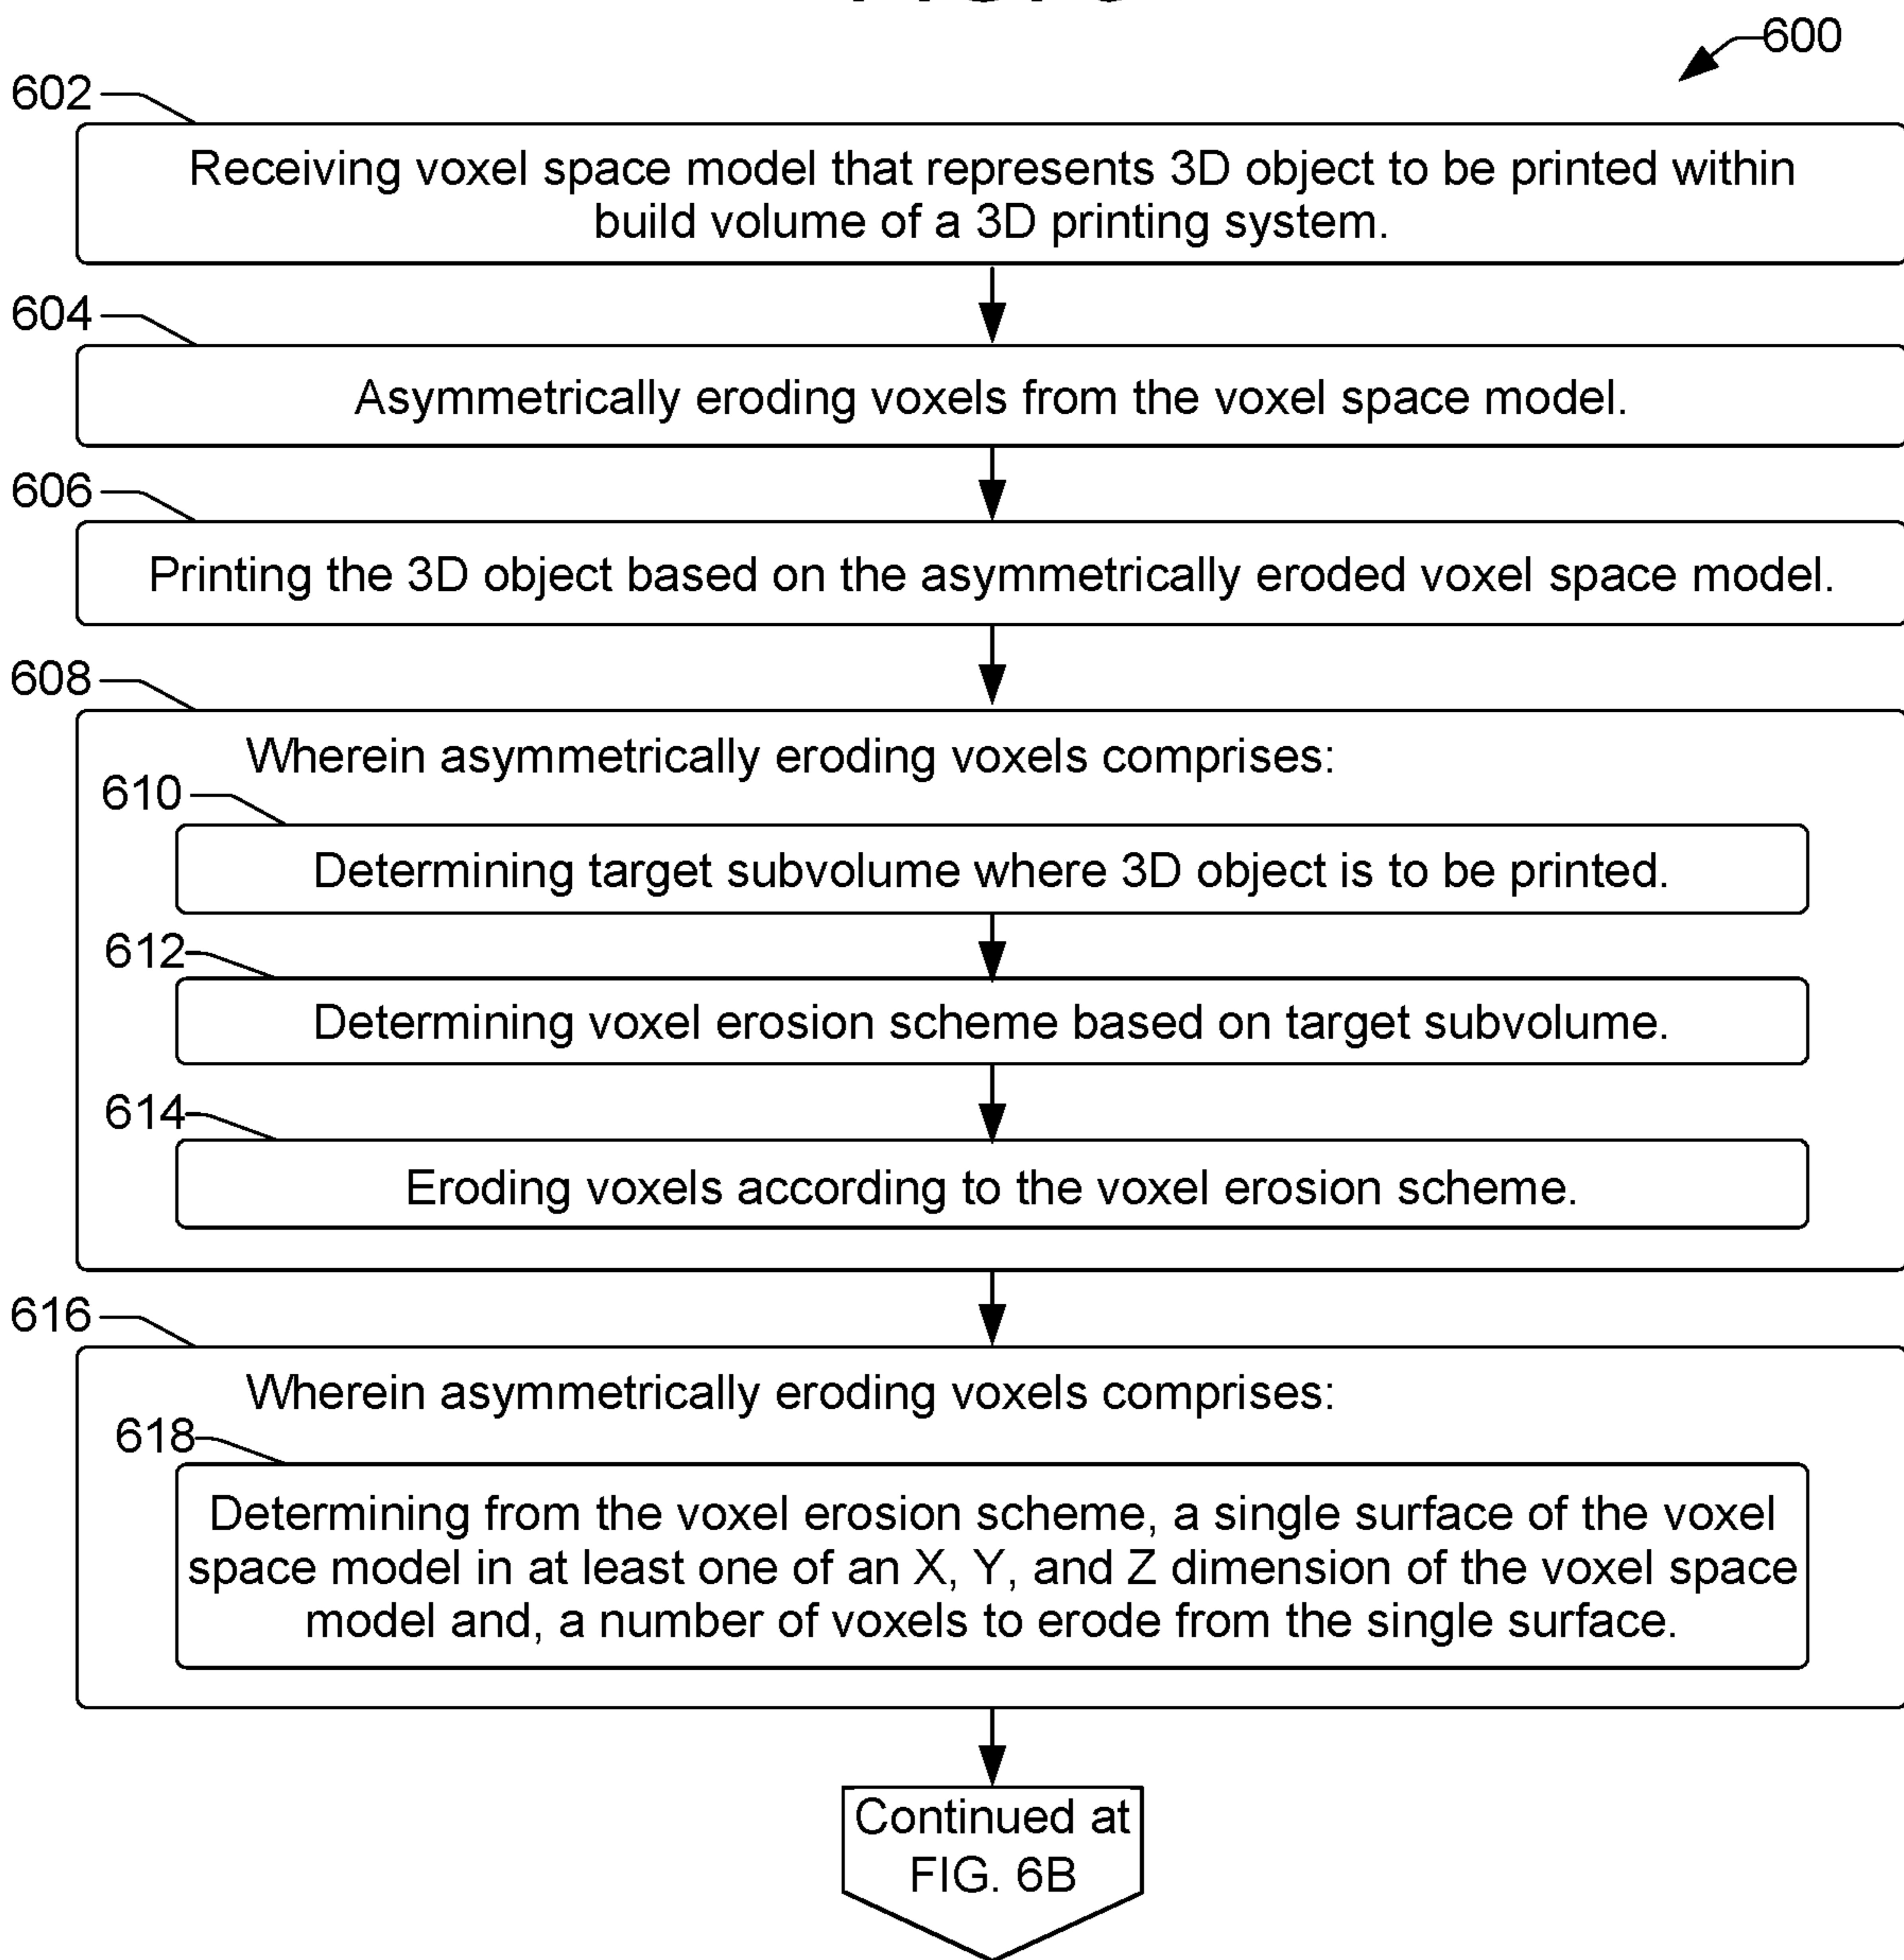 600
602
Receiving voxel space model that represents 3D object to be printed within
build volume of a 3D printing system.
604
Asymmetrically eroding voxels from the voxel space model.
606
Printing the 3D object based on the asymmetrically eroded voxel space model.
608
Wherein asymmetrically eroding voxels comprises:
610
Determining target subvolume where 3D object is to be printed.
612
Determining voxel erosion scheme based on target subvolume.
614
Eroding voxels according to the voxel erosion scheme.
616
Wherein asymmetrically eroding voxels comprises:
618
Determining from the voxel erosion scheme, a single surface of the voxel
space model in at least one of an X, Y, and Z dimension of the voxel space
model and, a number of voxels to erode from the single surface.
Continued at
FIG. 6B